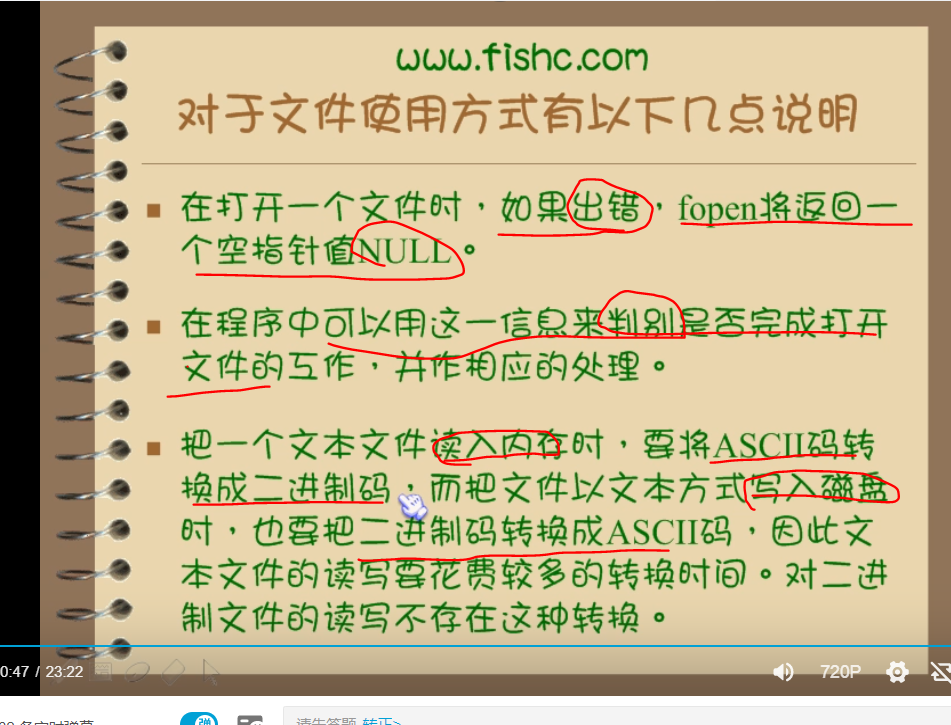 www.fishc.com
对于文件使用方式有以下几点说明
在打开一个文件时，如果出错，fopen将返回一
个空指针值NULL。
在程序中可以用这一信息来判别是否完成打开
文件的互作，并作相应的处理。
把一个文本文件读入内存时，要将ASCII码转
换成二进制码，而把文件以文本方式写入磁盘
时，也要把二进制码转换成ASCII码，因此文
本文件的读写要花费较多的转换时间。对二进
制文件的读写不存在这种转换。
0:47 / 23:22
720P
弹
请先答题 转正>